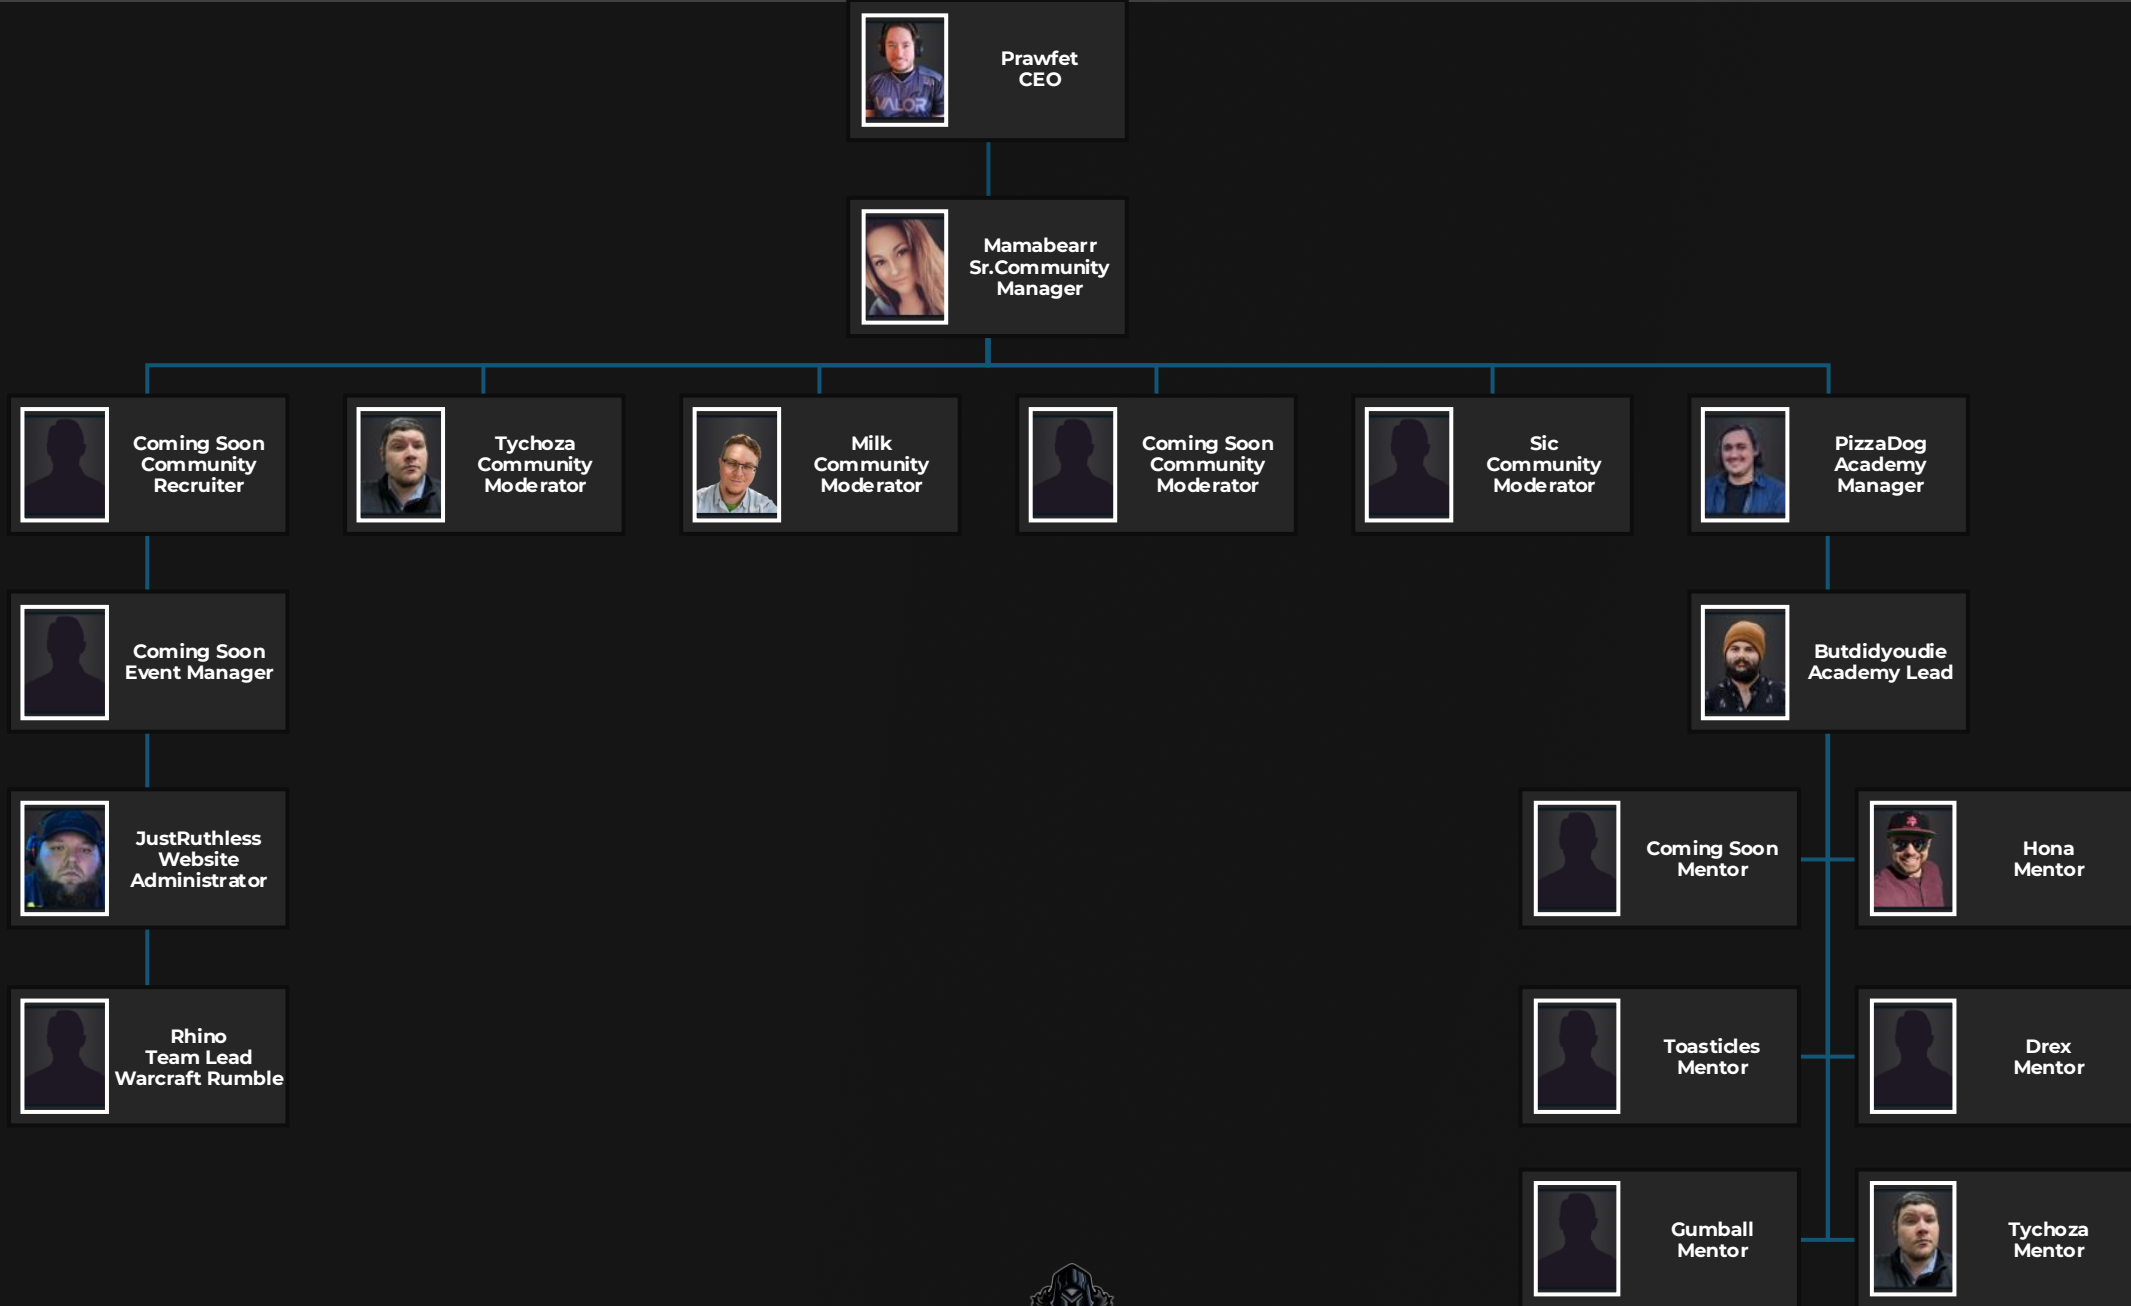 Prawfet
CEO
VALOR
Mamabearr
Sr.Community
Manager
Coming Soon
Community
Recruiter
Tychoza
Community
Moderator
Milk
Community
Moderator
Coming Soon
Community
Moderator
Sic
Community
Moderator
PizzaDog
Academy
Manager
Coming Soon
Event Manager
Butdidyoudie
Academy Lead
JustRuthless
Website
Administrator
Coming Soon
Mentor
Hona
Mentor
Rhino
Team Lead
Warcraft Rumble
Toasticles
Mentor
Drex
Mentor
Gumball
Mentor
Tychoza
Mentor